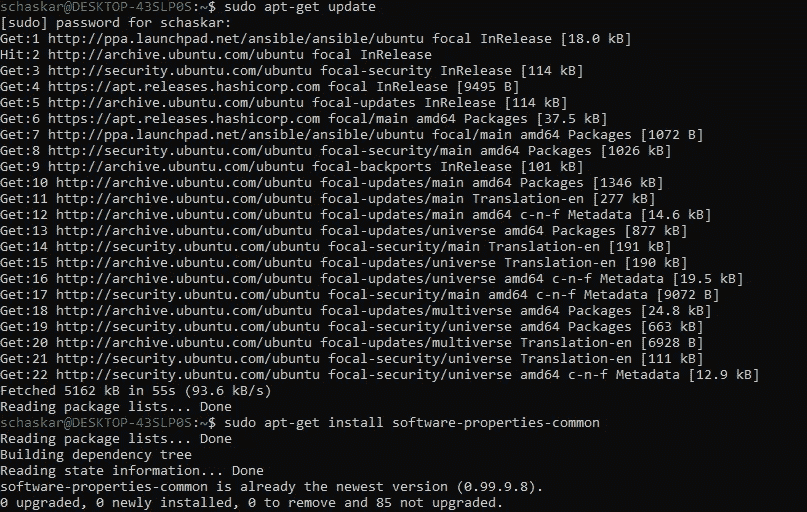 schaskar@DESKTOP-43SLP0S:~$ sudo apt-get update
[sudo] password for schaskar:
Get:1 http://ppa.launchpad.net/ansible/ansible/ubuntu focal InRelease [18.0 kB]
Hit:2 http://archive.ubuntu.com/ubuntu focal InRelease
Get:3 http://security.ubuntu.com/ubuntu focal-security InRelease [114 kB]
Get:4 https://apt.releases.hashicorp.com focal InRelease [9495 B]
Get:5 http://archive.ubuntu.com/ubuntu focal-updates InRelease [114 kB]
Get:6 https://apt.releases.hashicorp.com focal/main amd64 Packages [37.5 kB]
Get:7 http://ppa.launchpad.net/ansible/ansible/ubuntu focal/main amd64 Packages [1072 B]
Get:8 http://security.ubuntu.com/ubuntu focal-security/main amd64 Packages [1026 kB]
Get:9 http://archive.ubuntu.com/ubuntu focal-backports InRelease [101 kB]
Get:10 http://archive.ubuntu.com/ubuntu focal-updates/main amd64 Packages [1346 kB]
Get:11 http://archive.ubuntu.com/ubuntu focal-updates/main Translation-en [277 kB]
Get:12 http://archive.ubuntu.com/ubuntu focal-updates/main amd64 c-n-f Metadata [14.6 kB]
Get:13 http://archive.ubuntu.com/ubuntu focal-updates/universe amd64 Packages [877 kB]
Get:14 http://security.ubuntu.com/ubuntu focal-security/main Translation-en [191 kB]
Get:15 http://archive.ubuntu.com/ubuntu focal-updates/universe Translation-en [190 kB]
Get:16 http://archive.ubuntu.com/ubuntu focal-updates/universe amd64 c-n-f Metadata [19.5 kB]
Get:17 http://security.ubuntu.com/ubuntu focal-security/main amd64 c-n-f Metadata [9072 B]
Get:18 http://archive.ubuntu.com/ubuntu focal-updates/multiverse amd64 Packages [24.8 kB]
Get:19 http://security.ubuntu.com/ubuntu focal-security/universe amd64 Packages [663 kB]
Get:20 http://archive.ubuntu.com/ubuntu focal-updates/multiverse Translation-en [6928 B]
Get:21 http://security.ubuntu.com/ubuntu focal-security/universe Translation-en [111 kB]
Get:22 http://security.ubuntu.com/ubuntu focal-security/universe amd64 c-n-f Metadata [12.9 kB]
Fetched 5162 kB in 55s (93.6 kB/s)
Reading package lists... Done
schaskar@DESKTOP-43SLP0S:~$ sudo apt-get install software-properties-common
Reading package lists... Done
Building dependency tree
Reading state information... Done
software-properties-common is already the newest version (0.99.9.8).
0 upgraded, 0 newly installed, 0 to remove and 85 not upgraded.